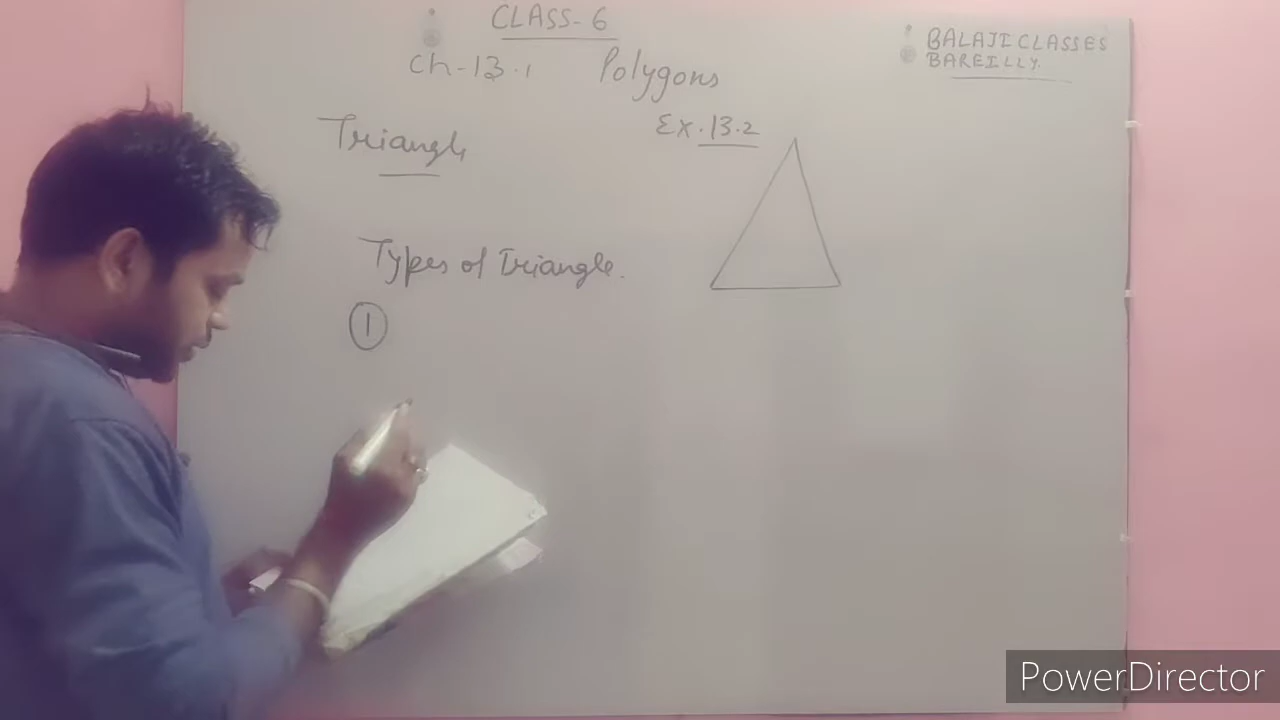 CLASS-6
BALAJI CLASSES
BAREILLY.
Ch-13.1 Polygons
Triangle
Ex.13.2
Types of Triangle.
1
PowerDirector